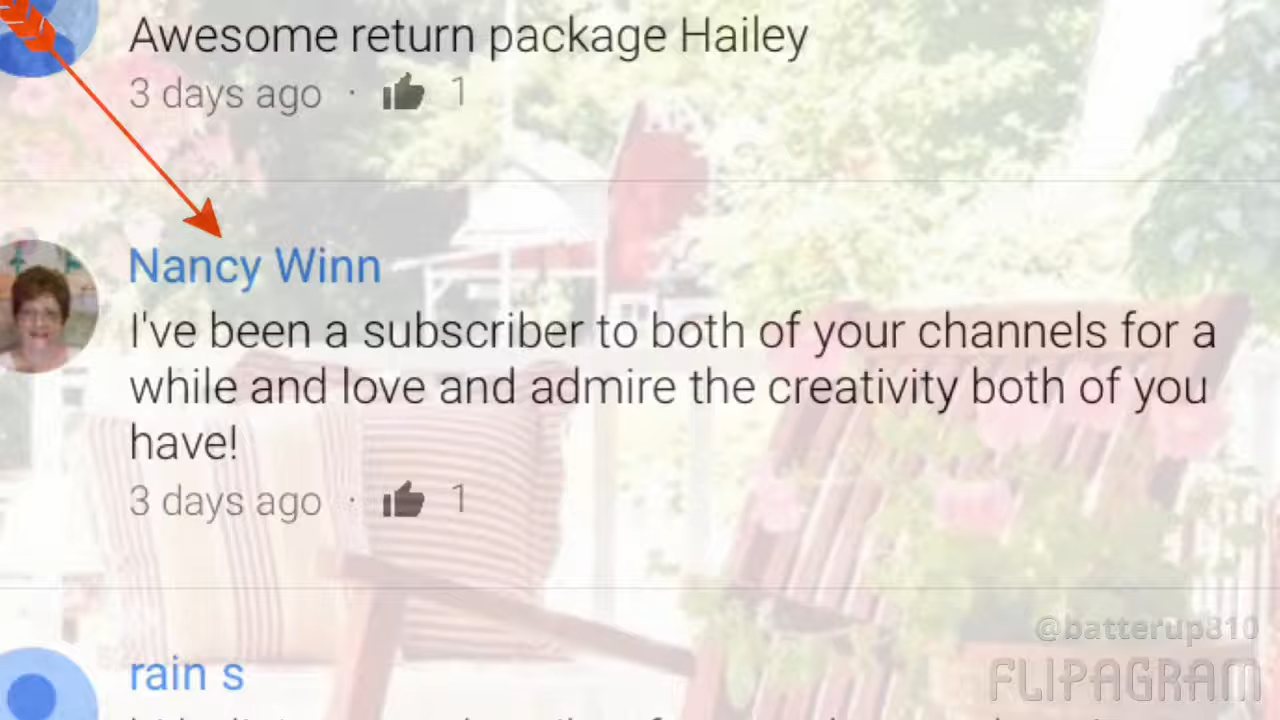 Awesome return package Hailey
3 days ago · 1
Nancy Winn
I've been a subscriber to both of your channels for a
while and love and admire the creativity both of you
have!
3 days ago · 1
@batterup810
rain s
FLIPAGRAM